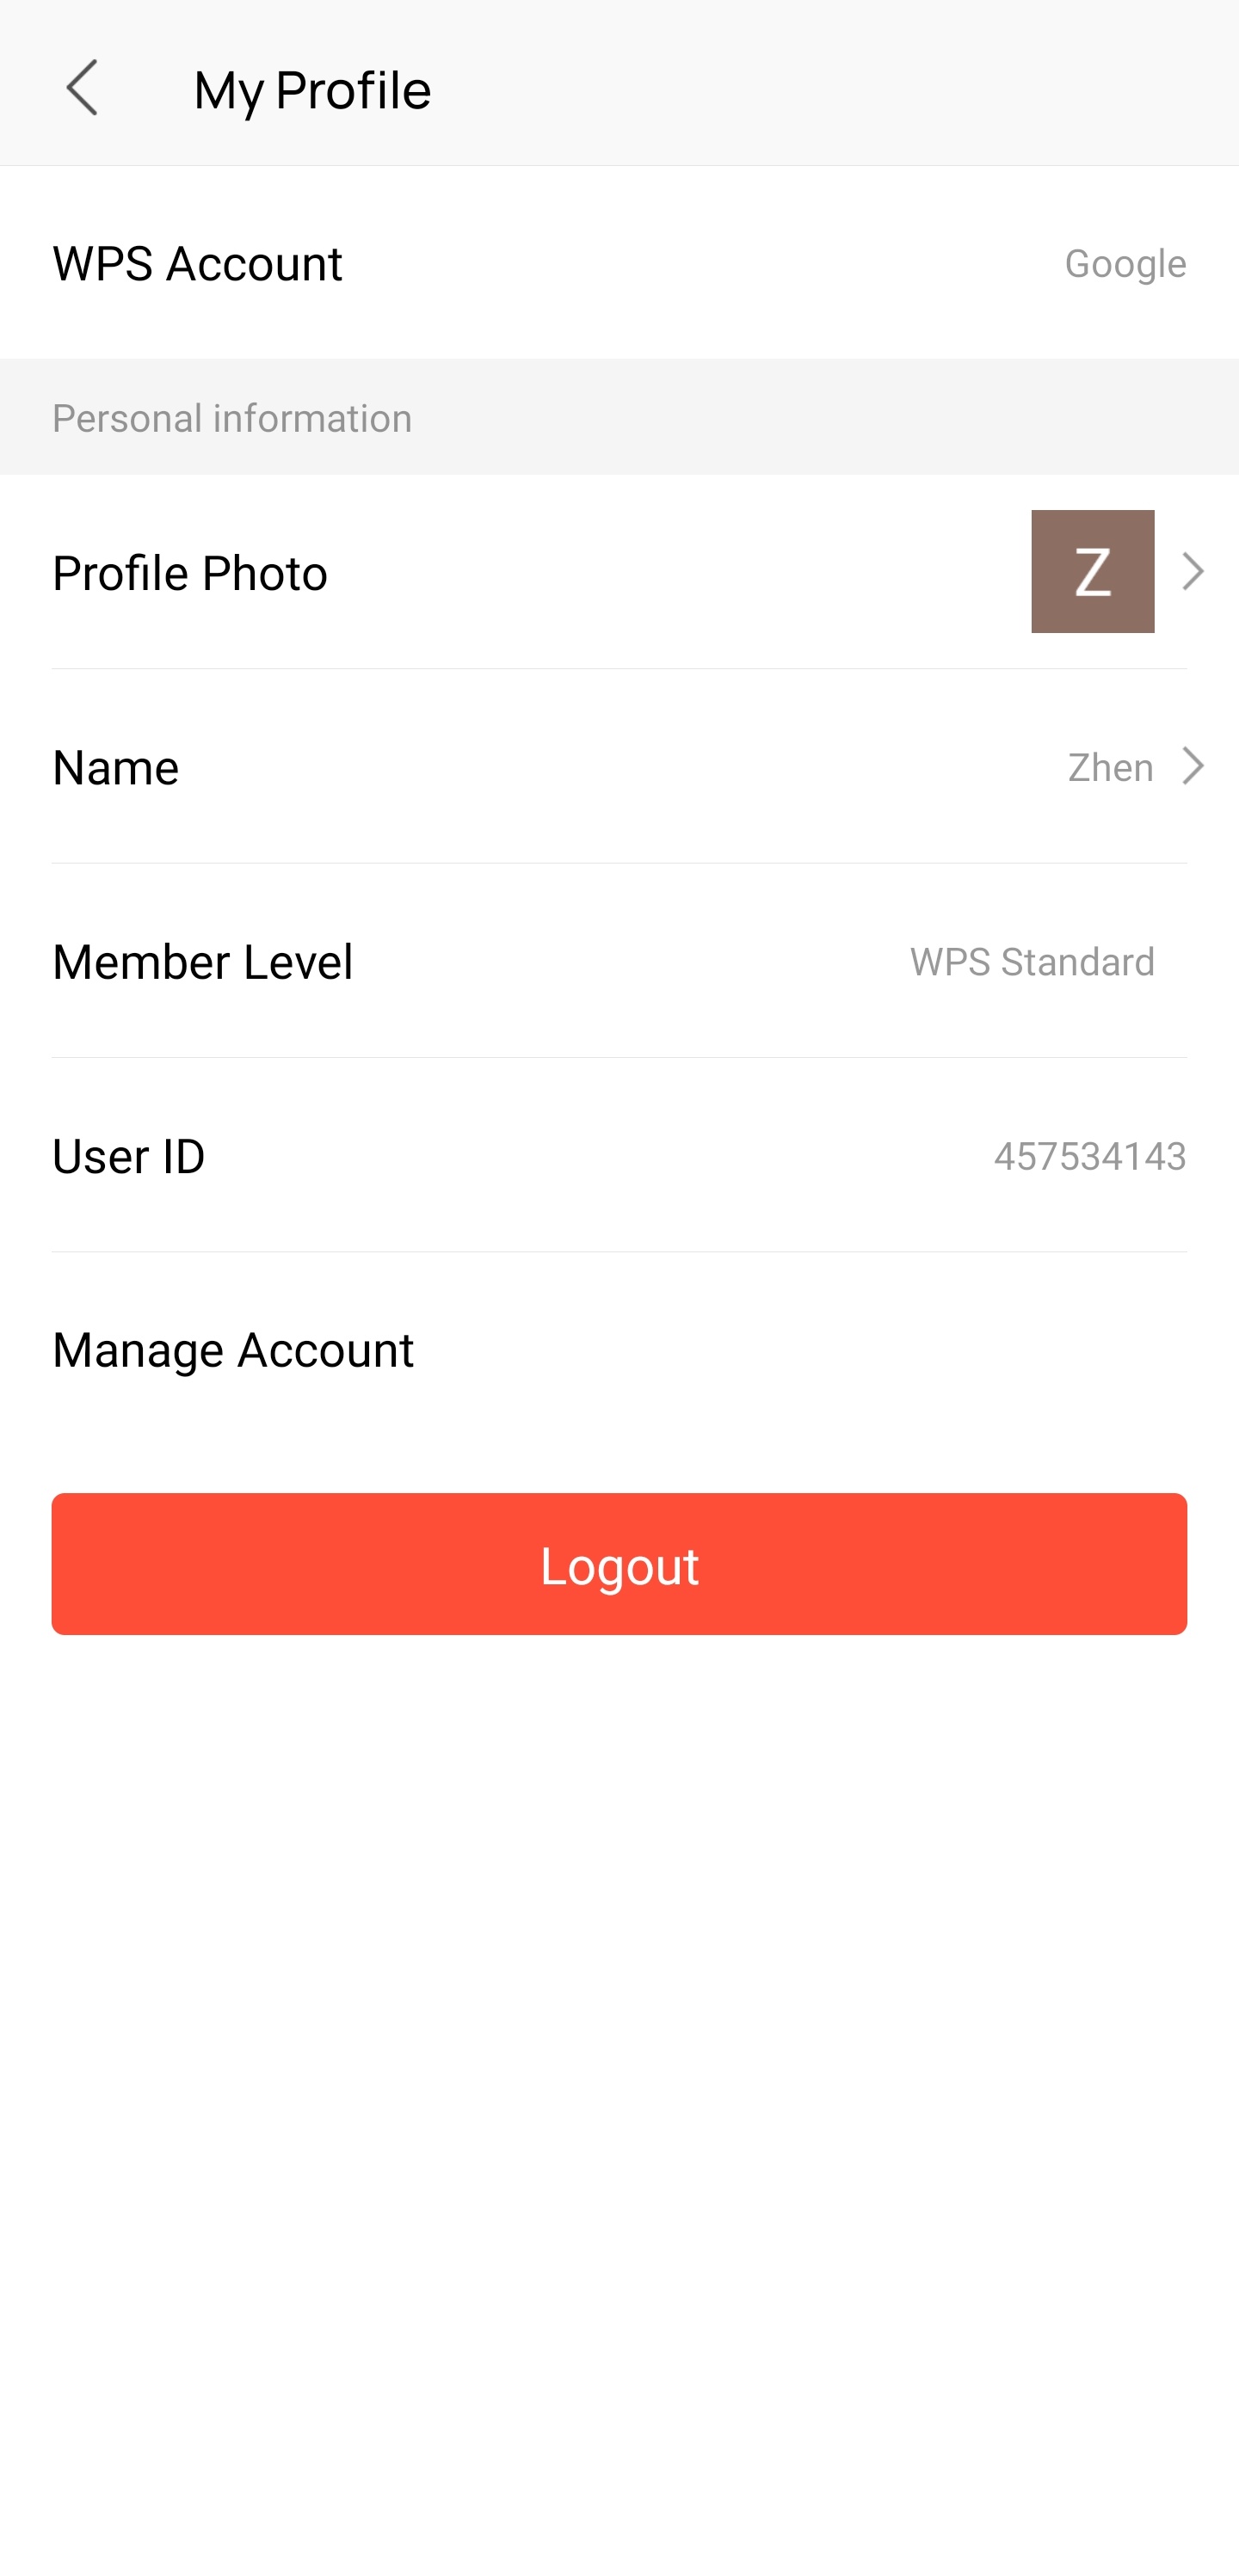 My Profile
WPS Account Google
Personal information
Profile Photo Z
Name Zhen
Member Level WPS Standard
User ID 457534143
Manage Account
Logout